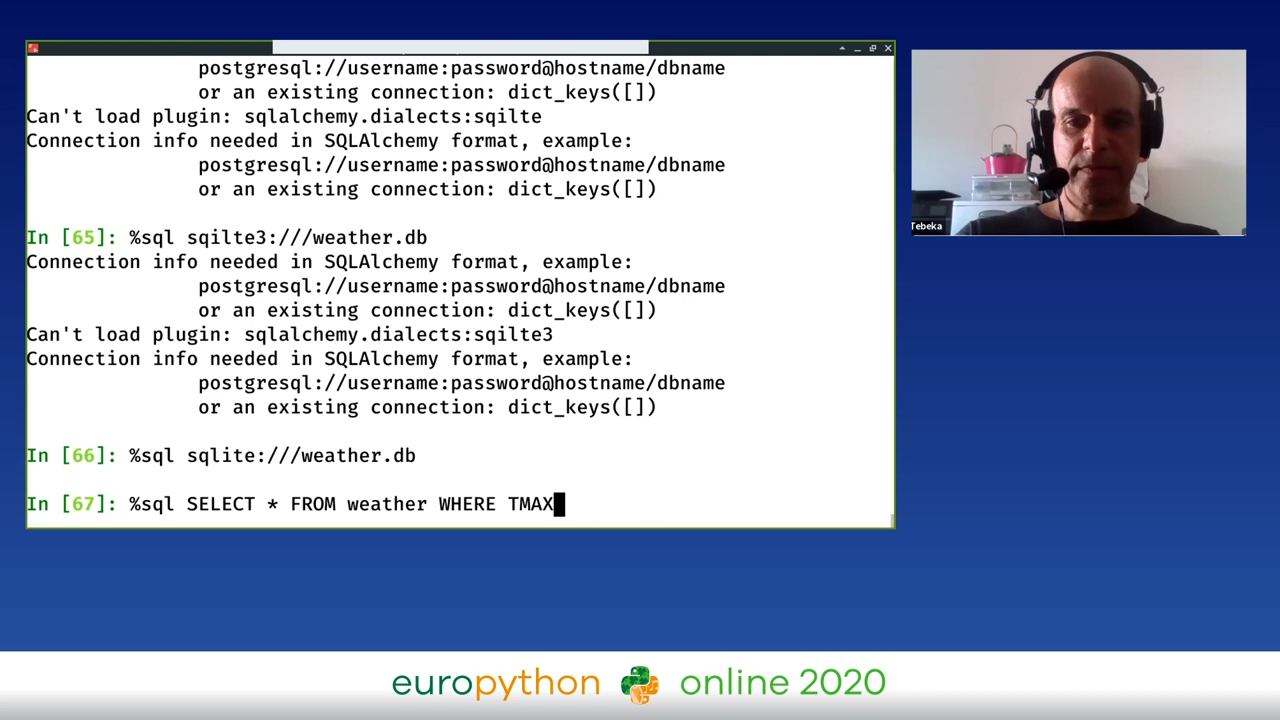 postgresql://username:password@hostname/dbname
or an existing connection: dict_keys([])
Can't load plugin: sqlalchemy.dialects:sqilte
Connection info needed in SQLAlchemy format, example:
postgresql://username:password@hostname/dbname
or an existing connection: dict_keys([])
In [65]: %sql sqilte3:///weather.db
Connection info needed in SQLAlchemy format, example:
postgresql://username:password@hostname/dbname
or an existing connection: dict_keys([])
Can't load plugin: sqlalchemy.dialects:sqilte3
Connection info needed in SQLAlchemy format, example:
postgresql://username:password@hostname/dbname
or an existing connection: dict_keys([])
In [66]: %sql sqlite:///weather.db
In [67]: %sql SELECT * FROM weather WHERE TMAX
Tebeka
europython online 2020